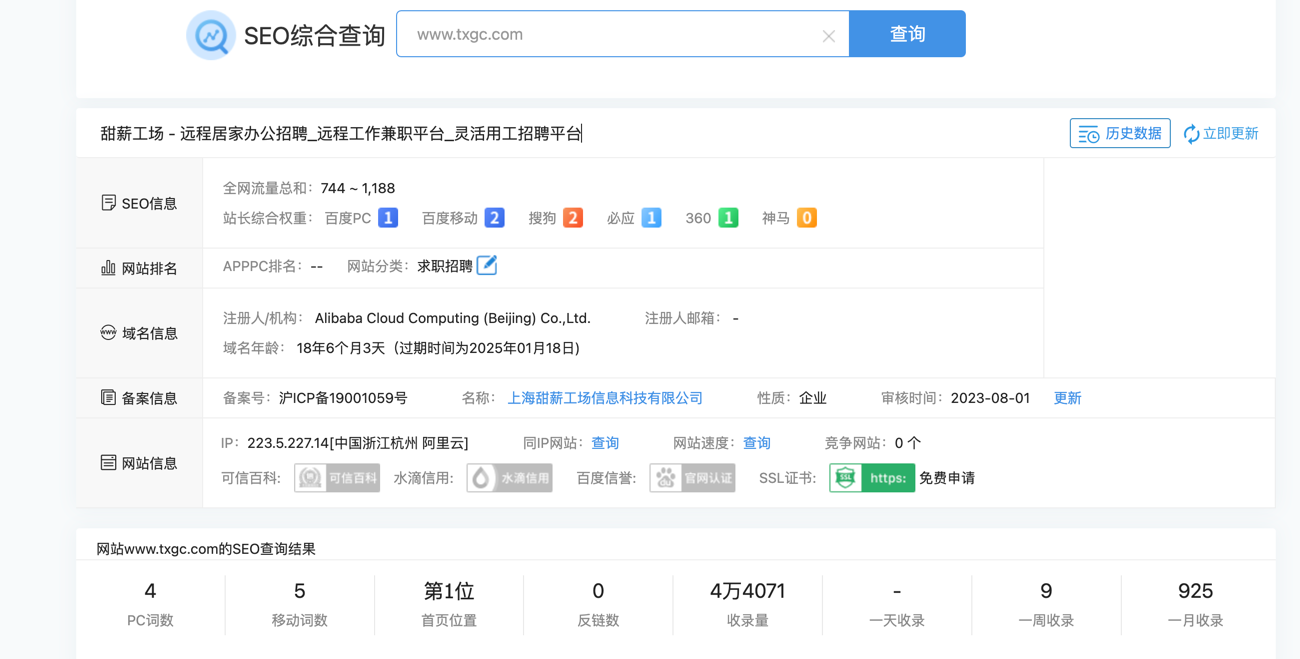 SEO综合查询 www.txgc.com 查询
甜薪工场 - 远程居家办公招聘_远程工作兼职平台_灵活用工招聘平台 历史数据 立即更新
SEO信息
全网流量总和： 744 ~ 1,188
站长综合权重： 百度PC 1 百度移动 2 搜狗 2 必应 1 360 1 神马 0
网站排名 APPPC排名： -- 网站分类： 求职招聘
域名信息
注册人/机构： Alibaba Cloud Computing (Beijing) Co.,Ltd. 注册人邮箱： -
域名年龄： 18年6个月3天（过期时间为2025年01月18日)
备案信息 备案号： 沪ICP备19001059号 名称： 上海甜薪工场信息科技有限公司 性质： 企业 审核时间： 2023-08-01 更新
网站信息
IP： 223.5.227.14[中国浙江杭州 阿里云] 同IP网站： 查询 网站速度： 查询 竞争网站： 0 个
可信百科: 可信百科 水滴信用: 水滴信用 百度信誉: 官网认证 SSL证书: SSL https: 免费申请
网站www.txgc.com的SEO查询结果
4 5 第1位 0 4万4071 - 9 925
PC词数 移动词数 首页位置 反链数 收录量 一天收录 一周收录 一月收录